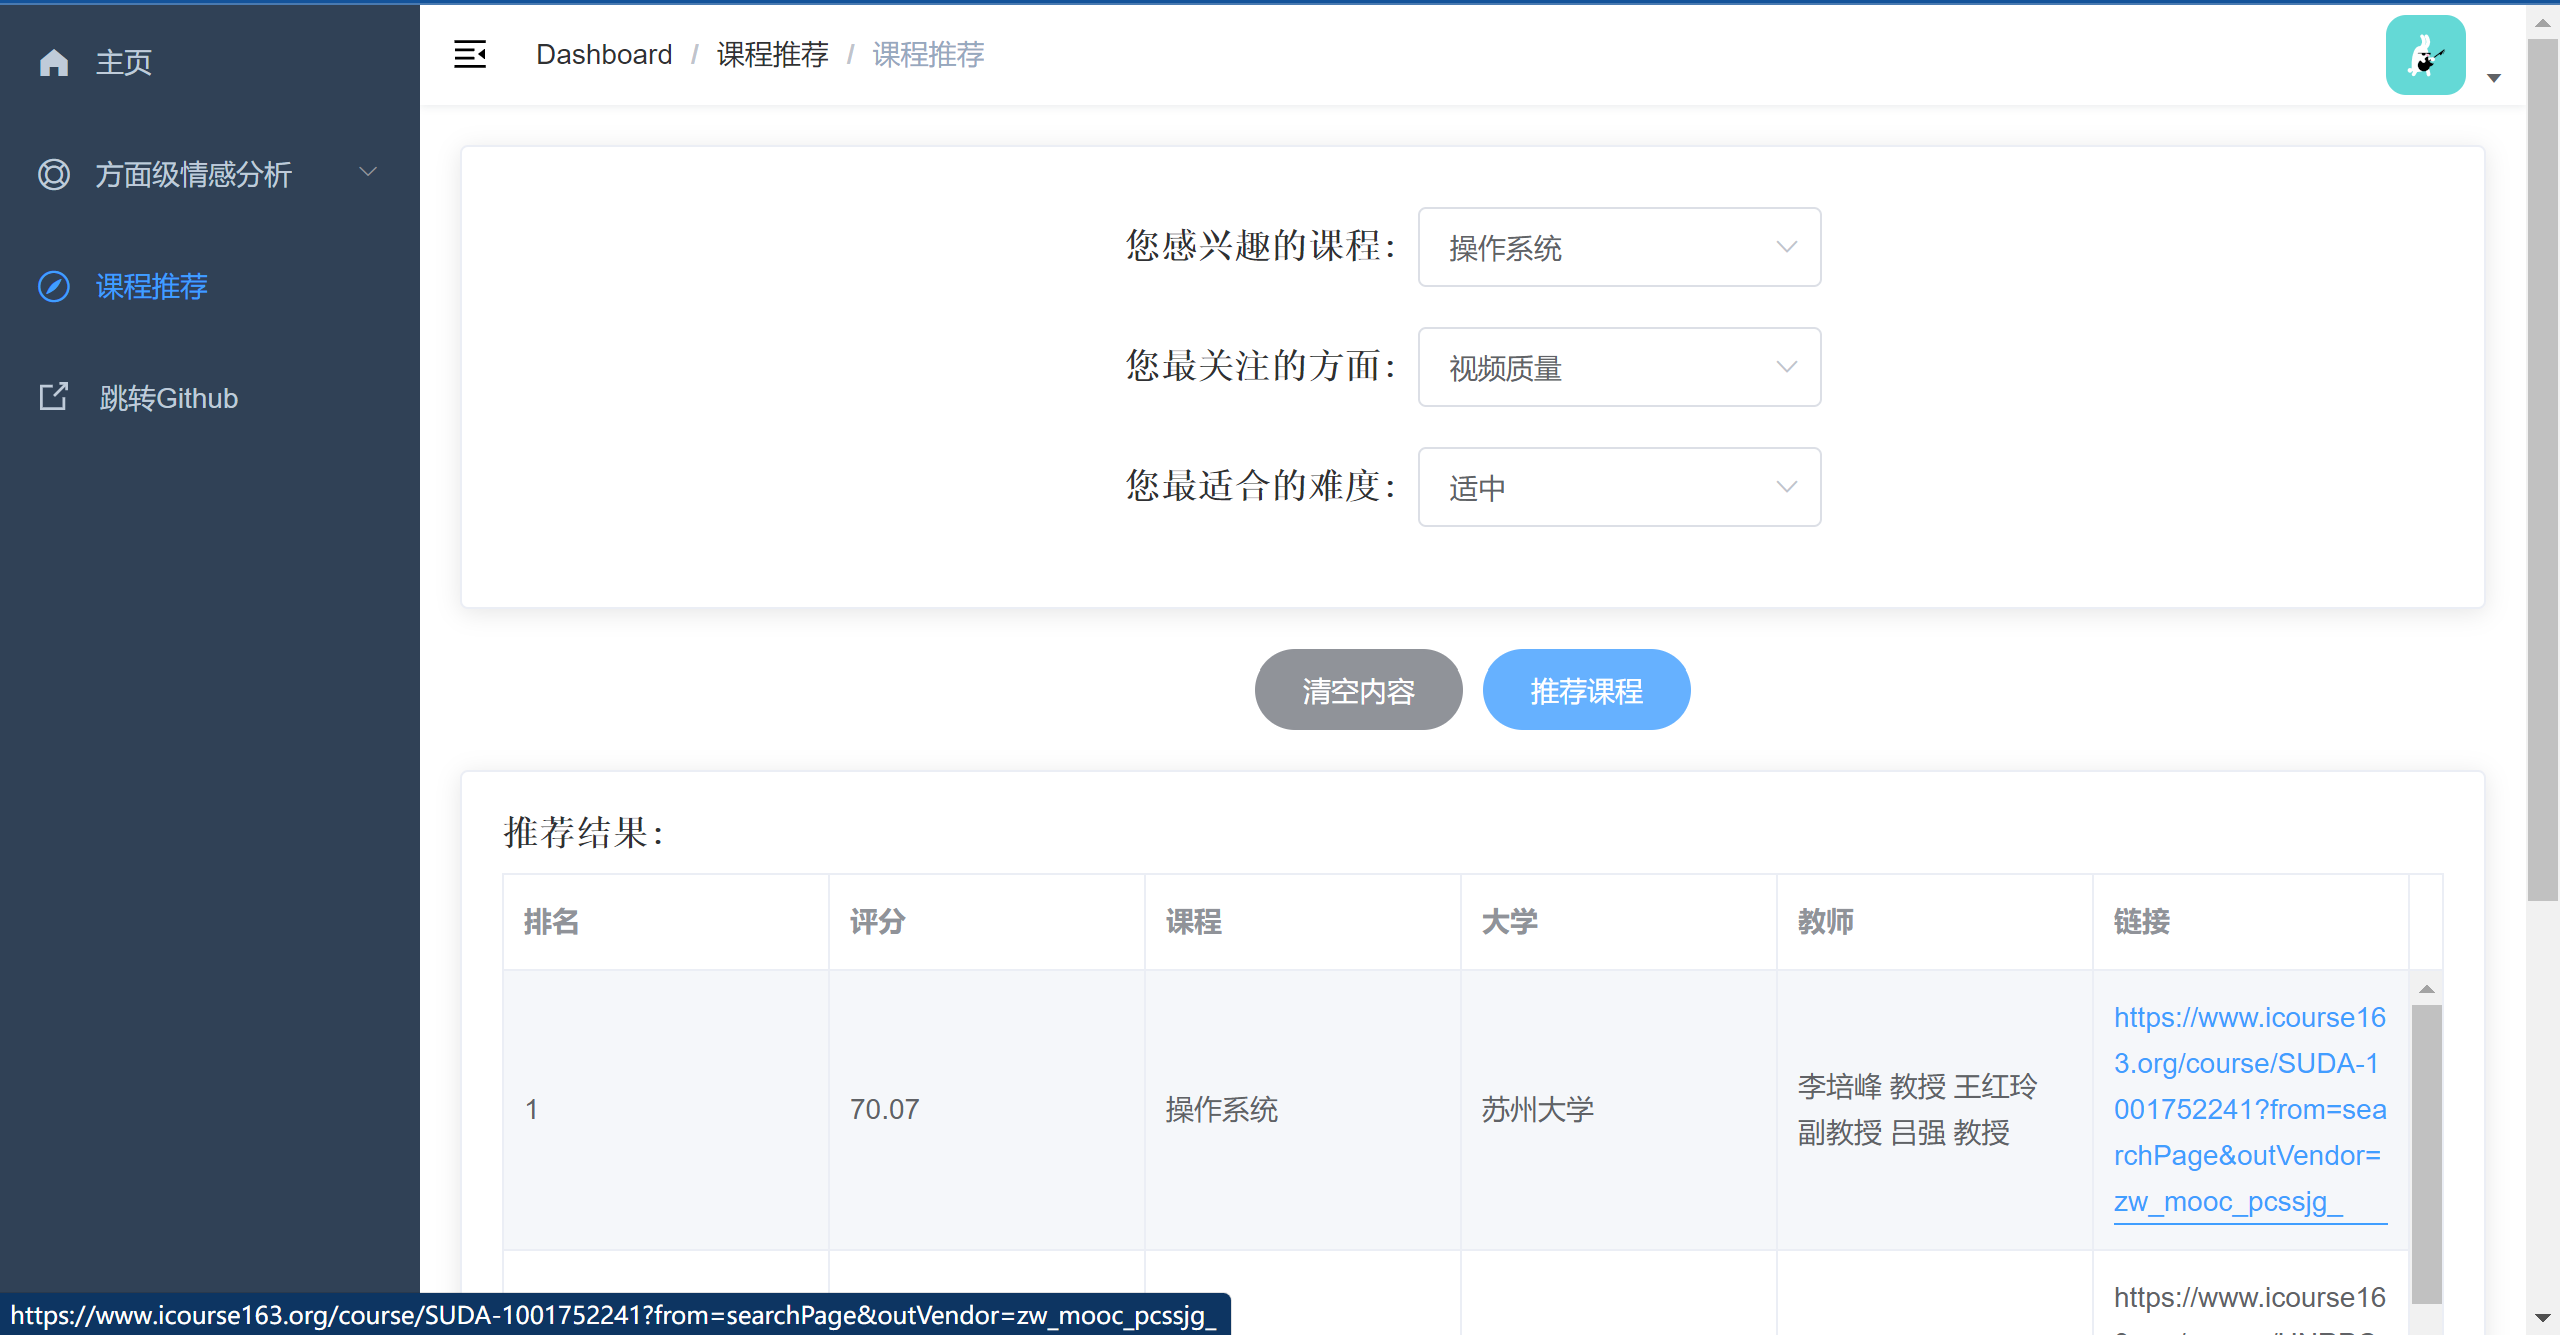 主页
方面级情感分析
课程推荐
跳转Github
Dashboard / 课程推荐 / 课程推荐
您感兴趣的课程： 操作系统
您最关注的方面： 视频质量
您最适合的难度： 适中
清空内容 推荐课程
推荐结果：
排名 评分 课程 大学 教师 链接
1 70.07 操作系统 苏州大学
李培峰 教授 王红玲
副教授 吕强 教授
https://www.icourse16
3.org/course/SUDA-1
001752241?from=sea
rchPage&outVendor=
zw_mooc_pcssjg_
https://www.icourse16
https://www.icourse163.org/course/SUDA-1001752241?from=searchPage&outVendor=zw_mooc_pcssjg_